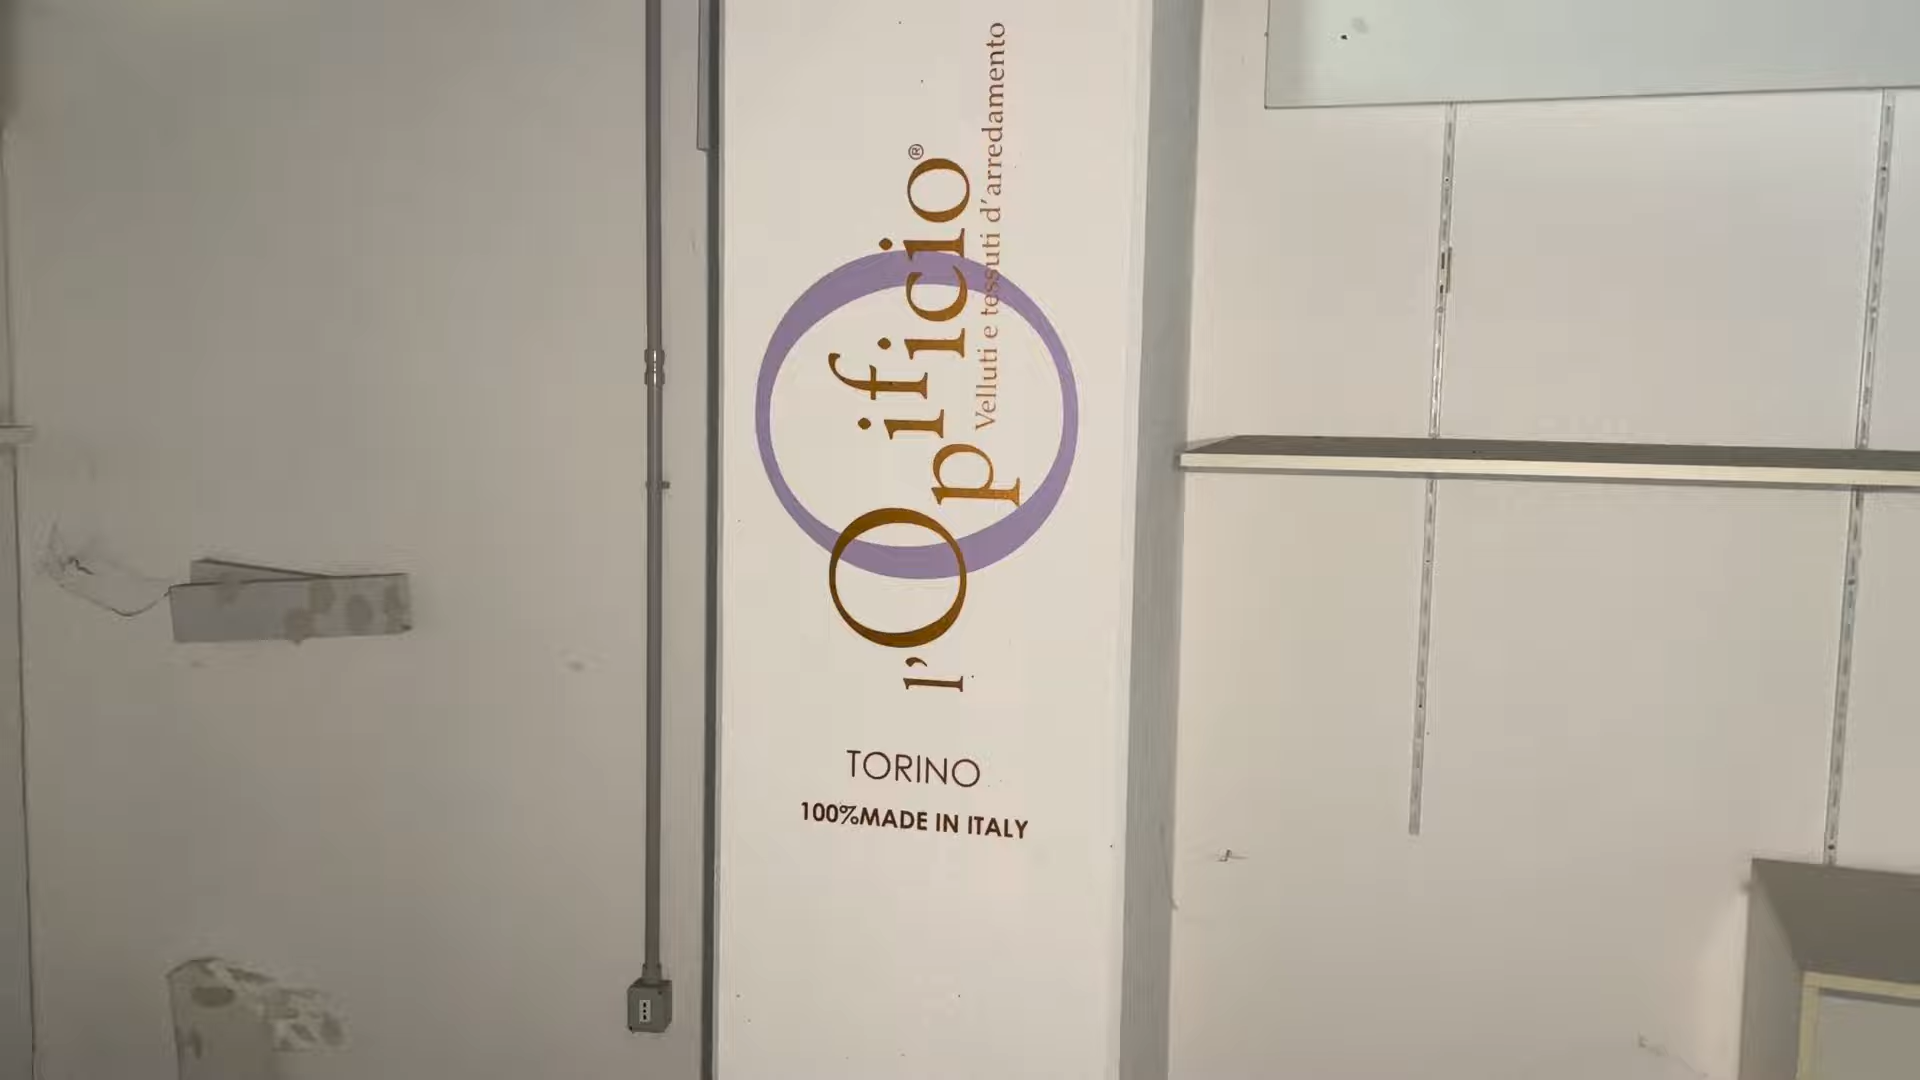 l'Opificio®
Velluti e tessuti d'arredamento
TORINO
100%MADE IN ITALY